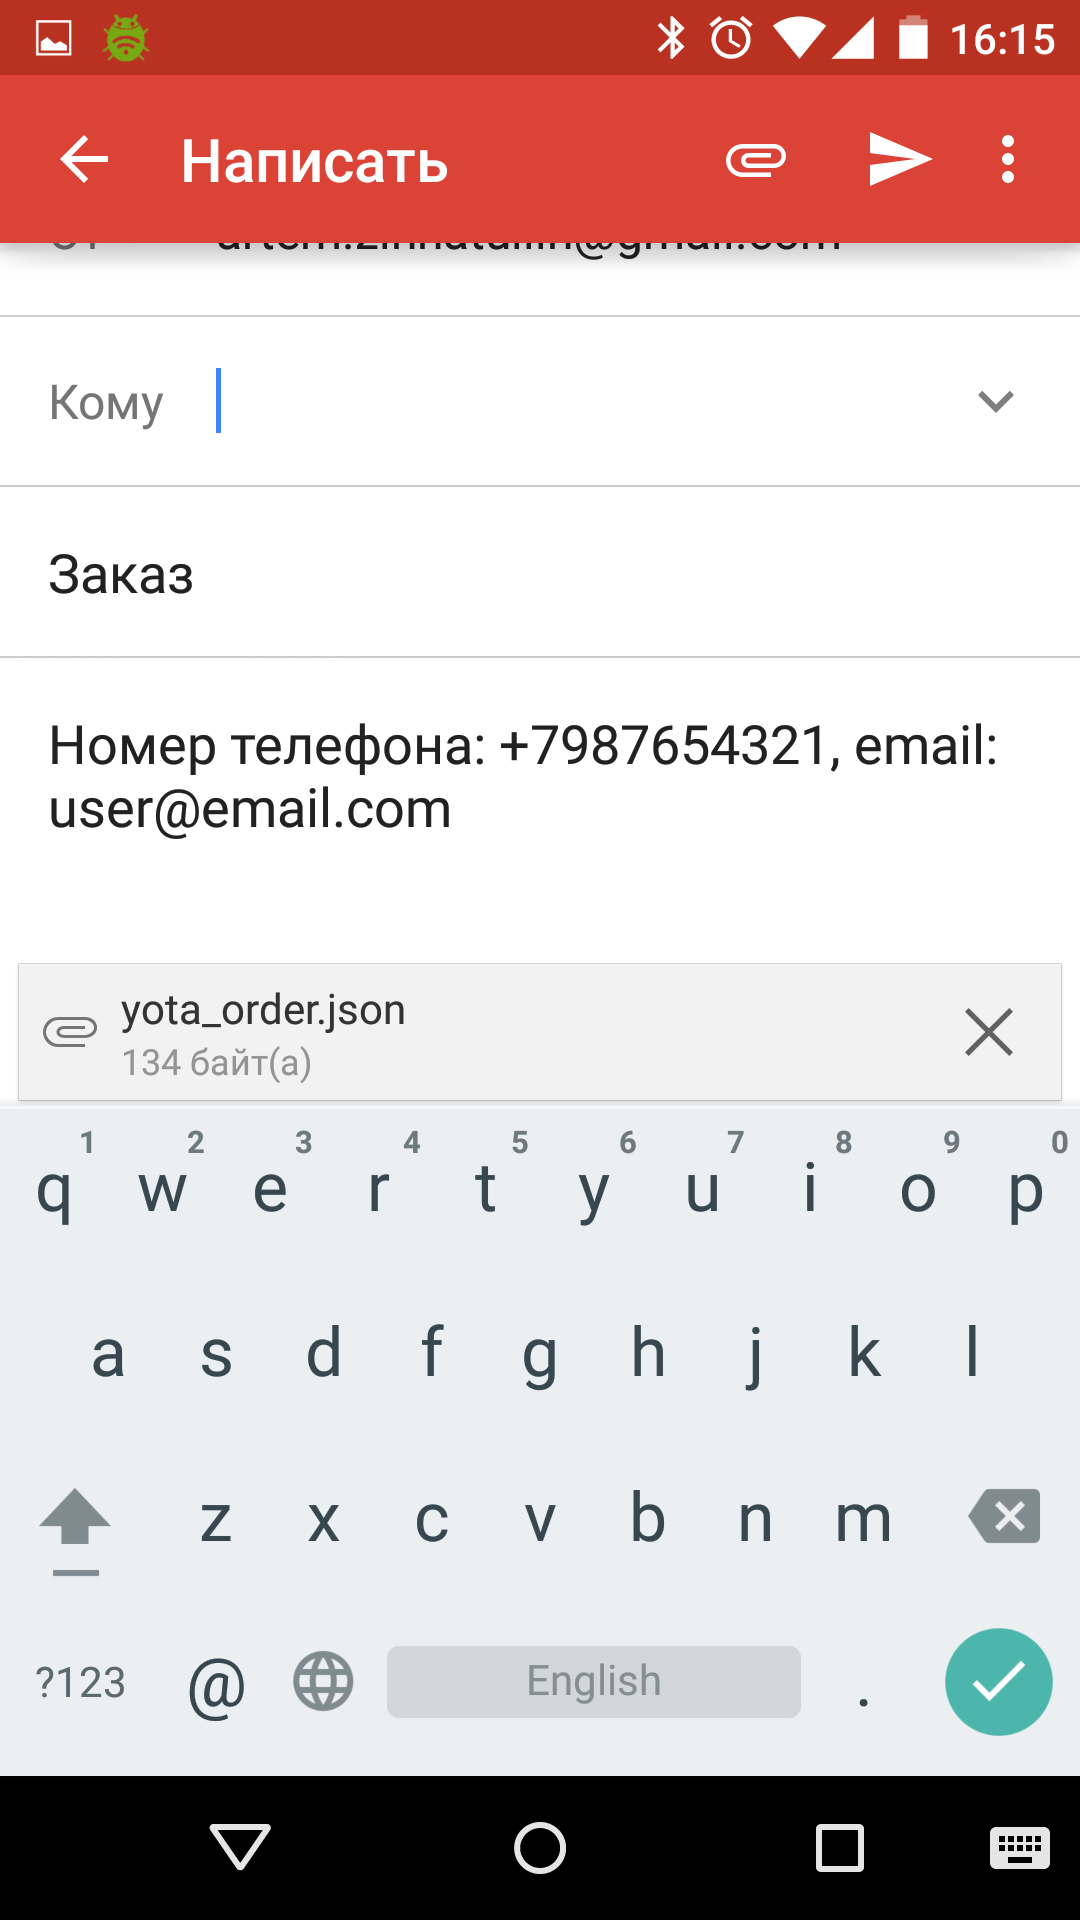 16:15
Написать
Кому
Заказ
Номер телефона: +7987654321, email:
user@email.com
yota_order.json
134 байт(a)
1 2 3 4 5 6 7 8 9 0
q w e r t y u i o p
a s d f g h j k l
z x c v b n m
?123 @ English .